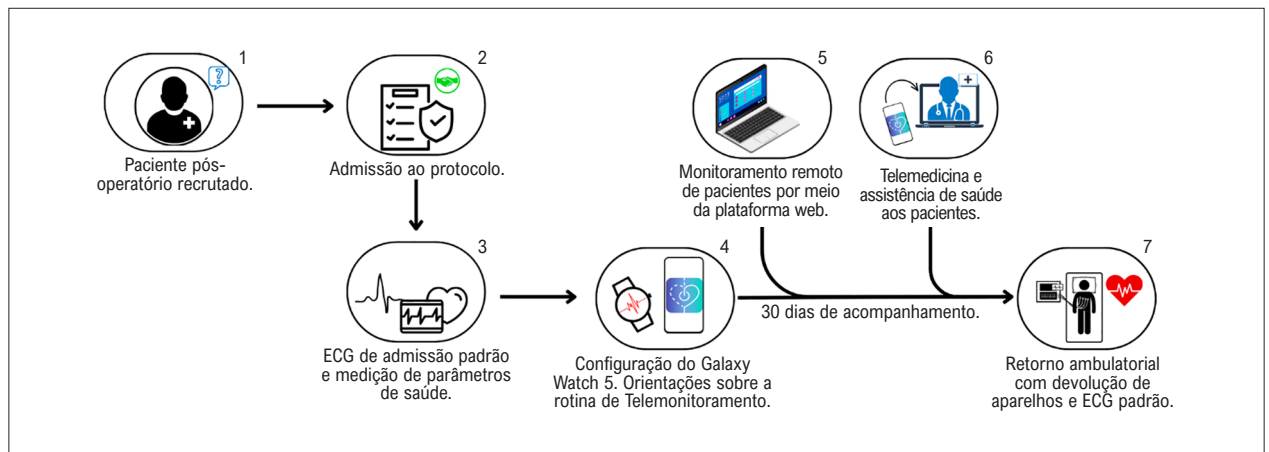 1
Paciente pós-
operatório recrutado.
2
Admissão ao protocolo.
3
ECG de admissão padrão
e medição de parâmetros
de saúde.
4
Configuração do Galaxy
Watch 5. Orientações sobre a
rotina de Telemonitoramento.
5
Monitoramento remoto
de pacientes por meio
da plataforma web.
6
Telemedicina e
assistência de saúde
aos pacientes.
30 dias de acompanhamento.
7
Retorno ambulatorial
com devolução de
aparelhos e ECG padrão.